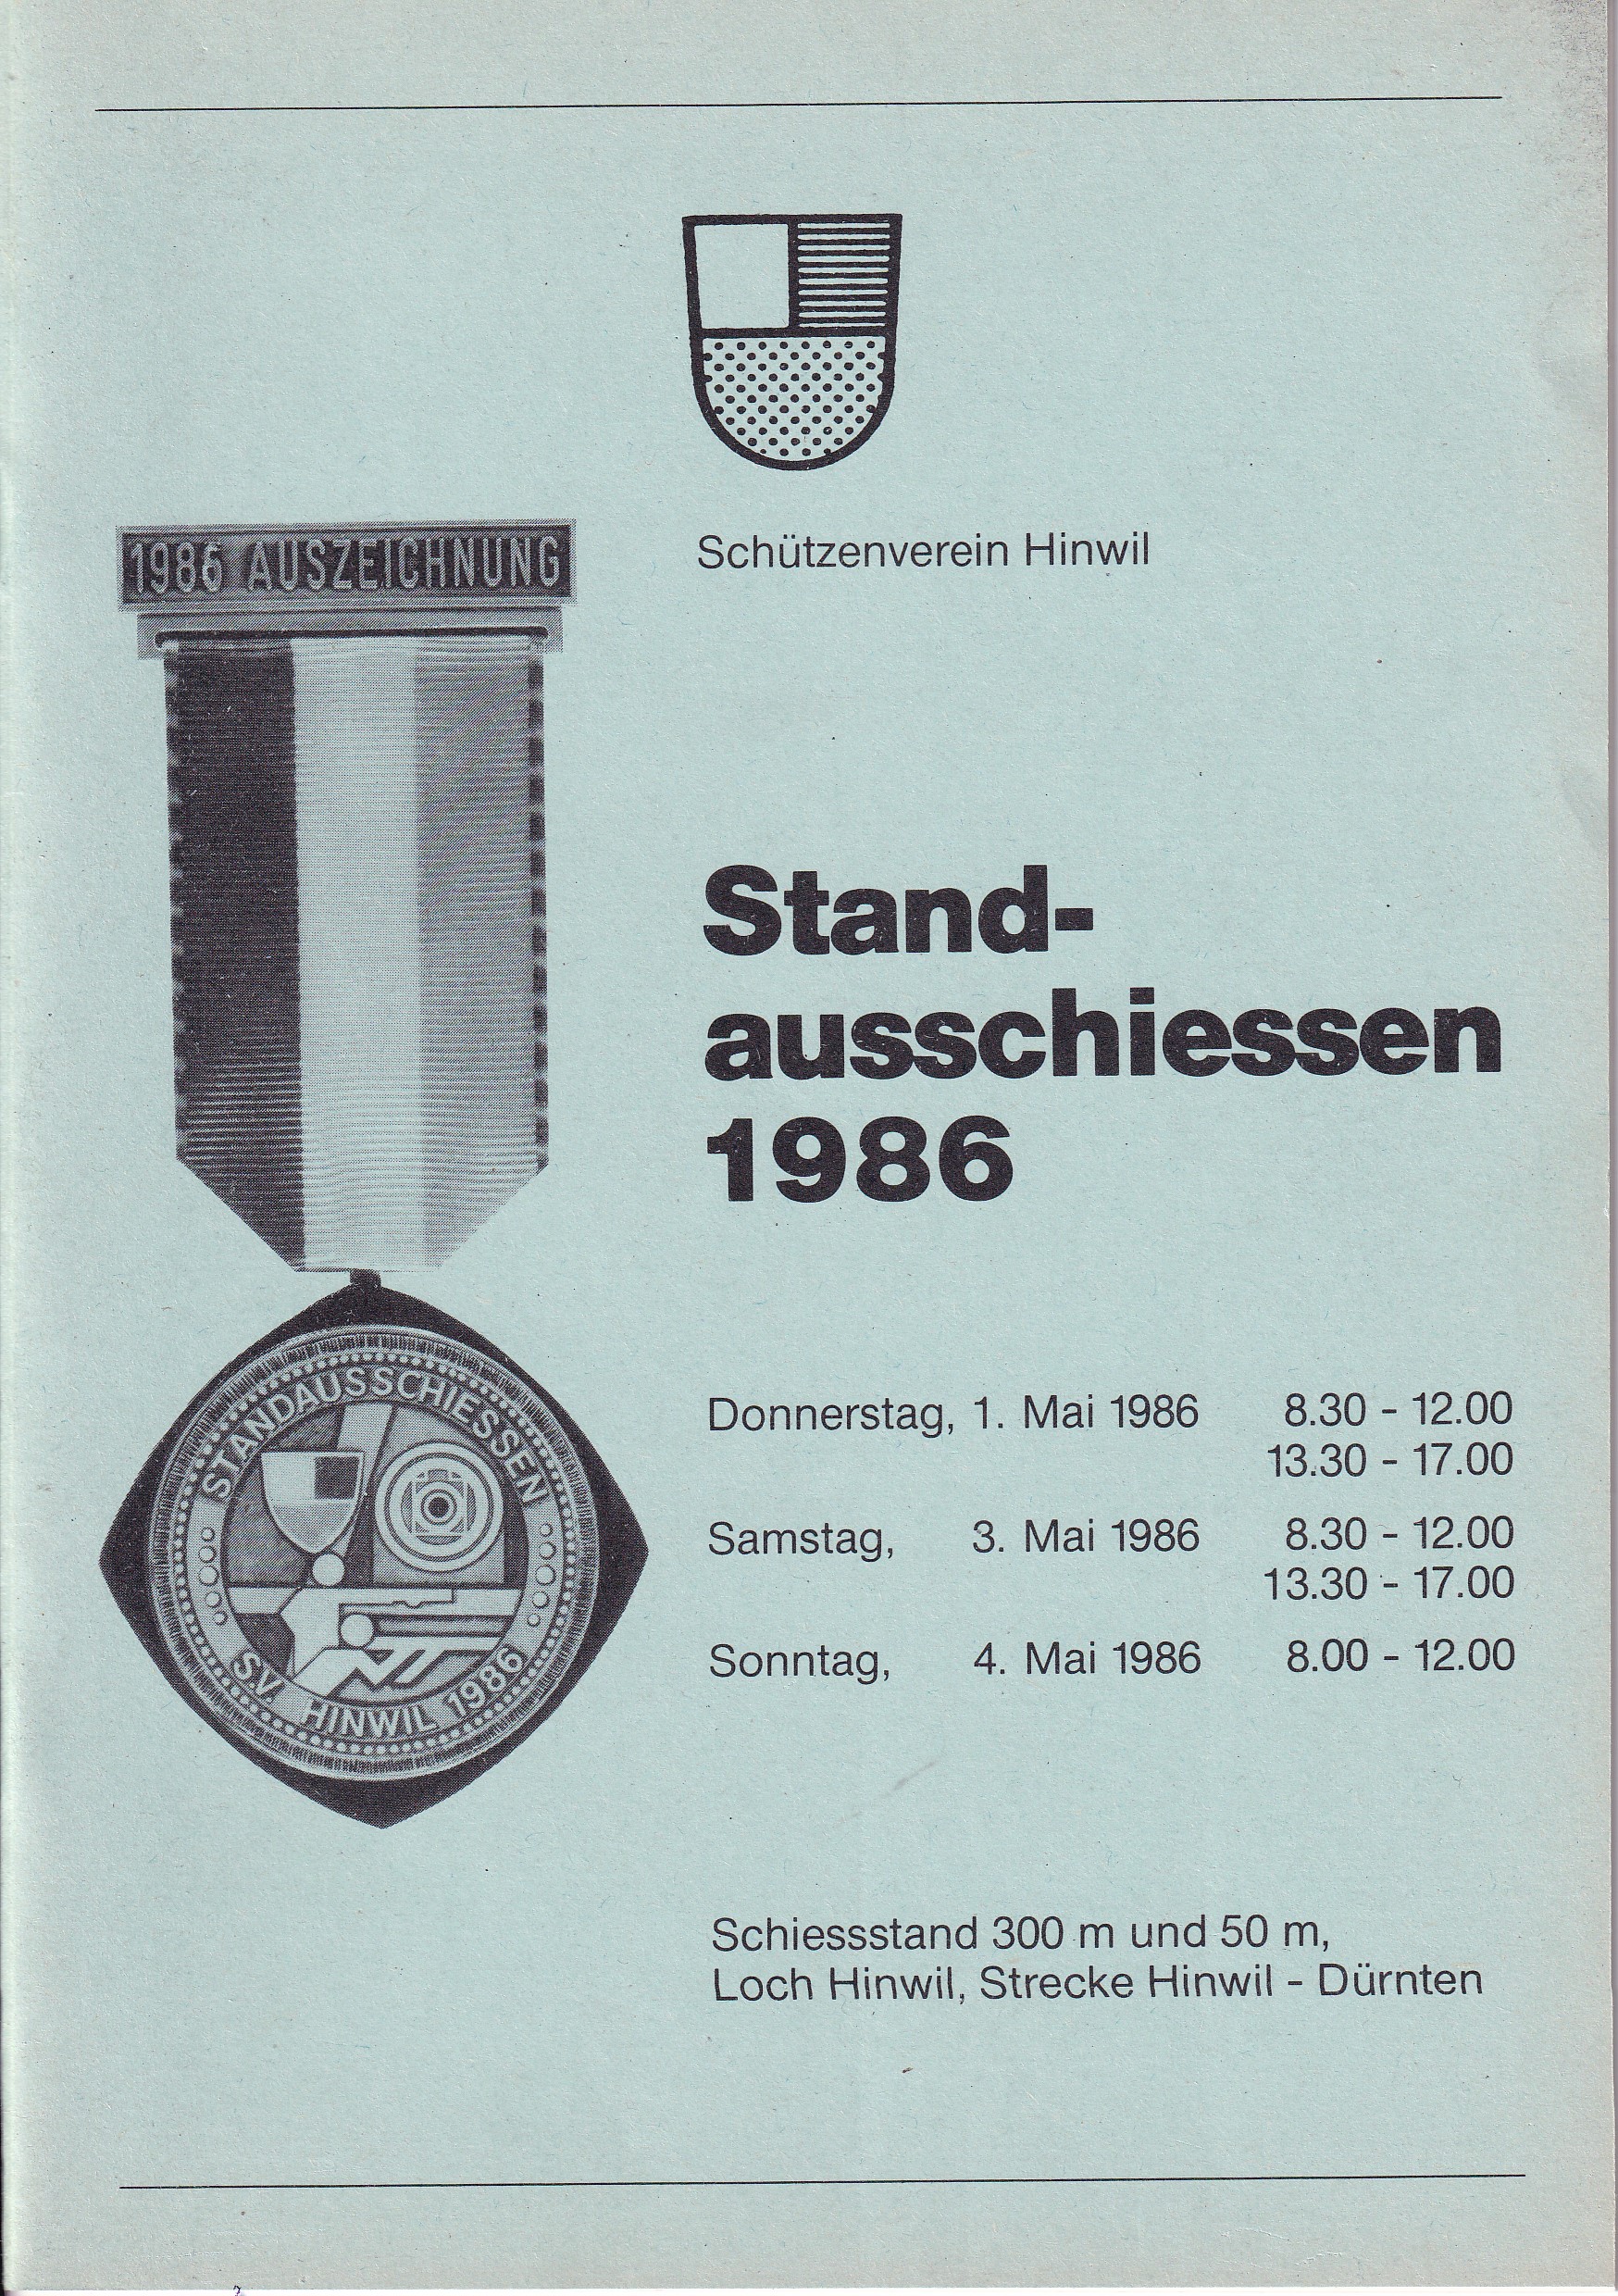 Schützenverein Hinwil
1986 AUSZEICHNUNG
Stand-
ausschiessen
1986
STANDAUSSCHIESSEN
S.V. HINWIL 1986
Donnerstag, 1. Mai 1986 8.30 - 12.00
13.30 - 17.00
Samstag, 3. Mai 1986 8.30 - 12.00
13.30 - 17.00
Sonntag, 4. Mai 1986 8.00 - 12.00
Schiessstand 300 m und 50 m,
Loch Hinwil, Strecke Hinwil - Dürnten